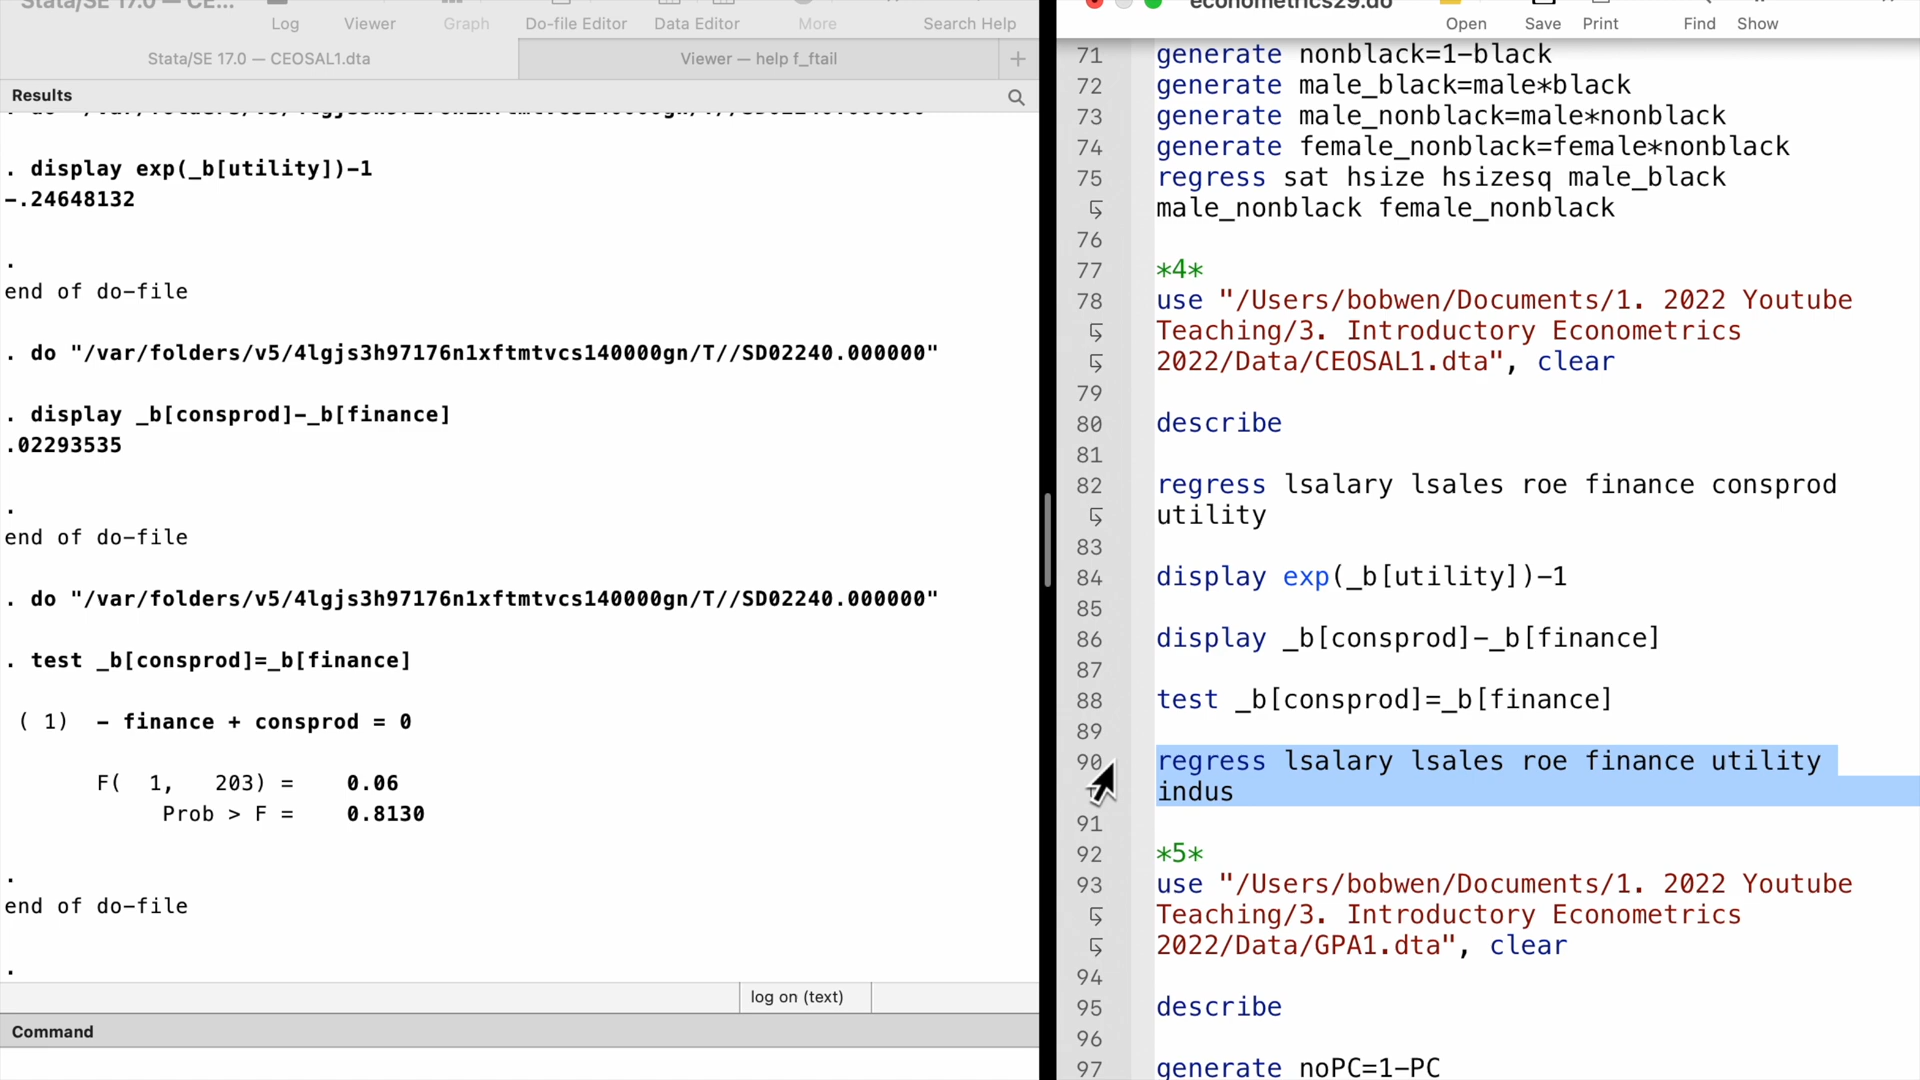 Stata/SE 17.0 — CE...
Log Viewer Graph Do-file Editor Data Editor More Search Help
Stata/SE 17.0 — CEOSAL1.dta
Viewer — help f_ftail
Results
. do "/var/folders/v5/4lgjs3h97176n1xftmtvcs140000gn/T//SD02240.000000"
. display exp(_b[utility])-1
-.24648132
.
end of do-file
. do "/var/folders/v5/4lgjs3h97176n1xftmtvcs140000gn/T//SD02240.000000"
. display _b[consprod]-_b[finance]
.02293535
.
end of do-file
. do "/var/folders/v5/4lgjs3h97176n1xftmtvcs140000gn/T//SD02240.000000"
. test _b[consprod]=_b[finance]
( 1) - finance + consprod = 0
F( 1, 203) = 0.06
Prob > F = 0.8130
.
end of do-file
.
log on (text)
Command
econometrics29.do
Open Save Print Find Show
71 generate nonblack=1-black
72 generate male_black=male*black
73 generate male_nonblack=male*nonblack
74 generate female_nonblack=female*nonblack
75 regress sat hsize hsizesq male_black
male_nonblack female_nonblack
76
77 *4*
78 use "/Users/bobwen/Documents/1. 2022 Youtube
Teaching/3. Introductory Econometrics
2022/Data/CEOSAL1.dta", clear
79
80 describe
81
82 regress lsalary lsales roe finance consprod
utility
83
84 display exp(_b[utility])-1
85
86 display _b[consprod]-_b[finance]
87
88 test _b[consprod]=_b[finance]
89
90 regress lsalary lsales roe finance utility
indus
91
92 *5*
93 use "/Users/bobwen/Documents/1. 2022 Youtube
Teaching/3. Introductory Econometrics
2022/Data/GPA1.dta", clear
94
95 describe
96
97 generate noPC=1-PC